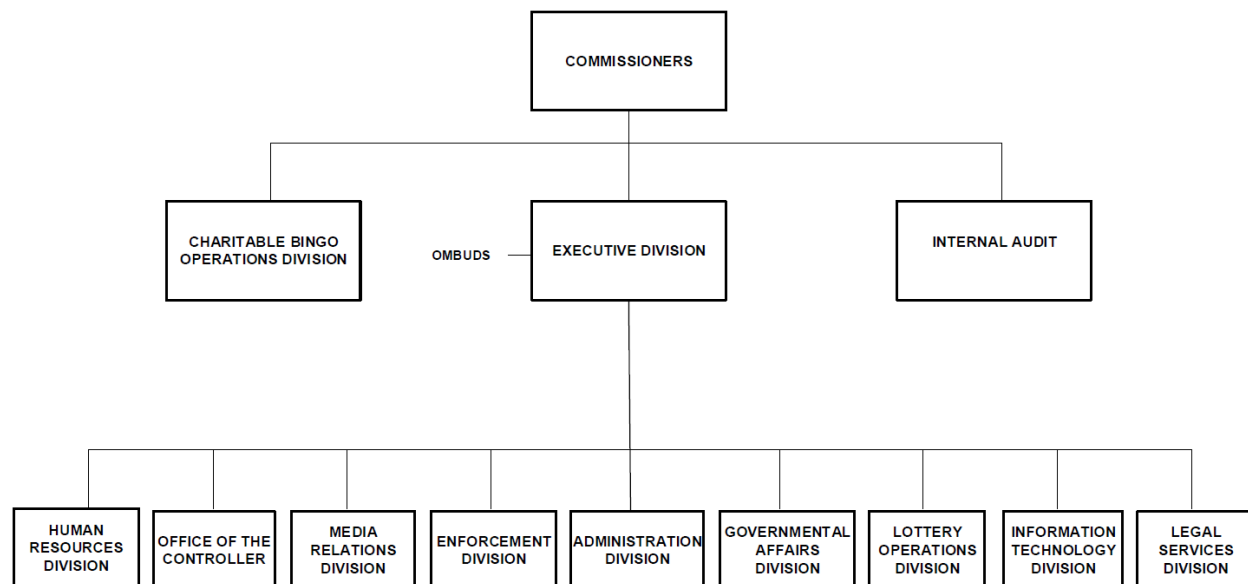 COMMISSIONERS
CHARITABLE BINGO
OPERATIONS DIVISION
OMBUDS
EXECUTIVE DIVISION
INTERNAL AUDIT
HUMAN
RESOURCES
DIVISION
OFFICE OF THE
CONTROLLER
MEDIA
RELATIONS
DIVISION
ENFORCEMENT
DIVISION
ADMINISTRATION
DIVISION
GOVERNMENTAL
AFFAIRS
DIVISION
LOTTERY
OPERATIONS
DIVISION
INFORMATION
TECHNOLOGY
DIVISION
LEGAL
SERVICES
DIVISION